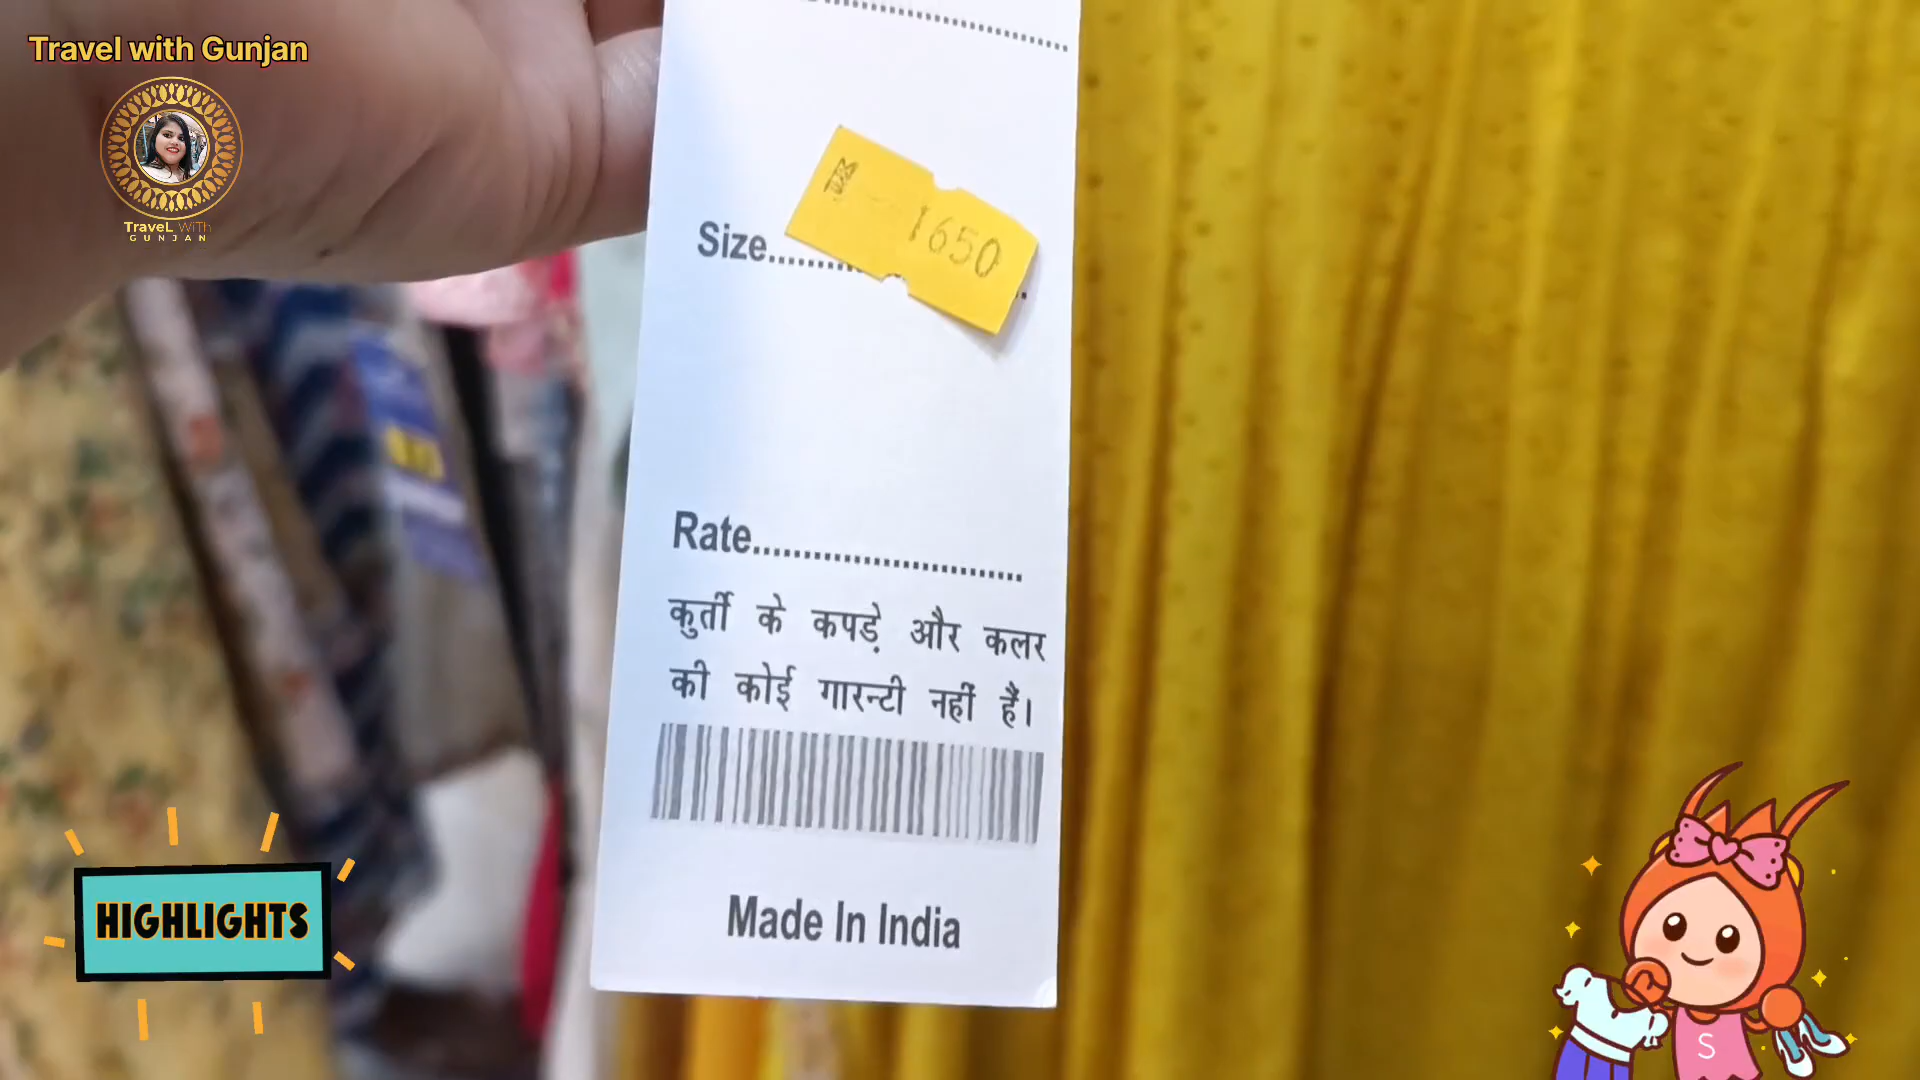 Travel with Gunjan
TraveL WiTh
GUNJAN
1650
Size..............
Rate...........................
कुर्ती के कपड़े और कलर
की कोई गारन्टी नहीं हैं।
Made In India
HIGHLIGHTS
S